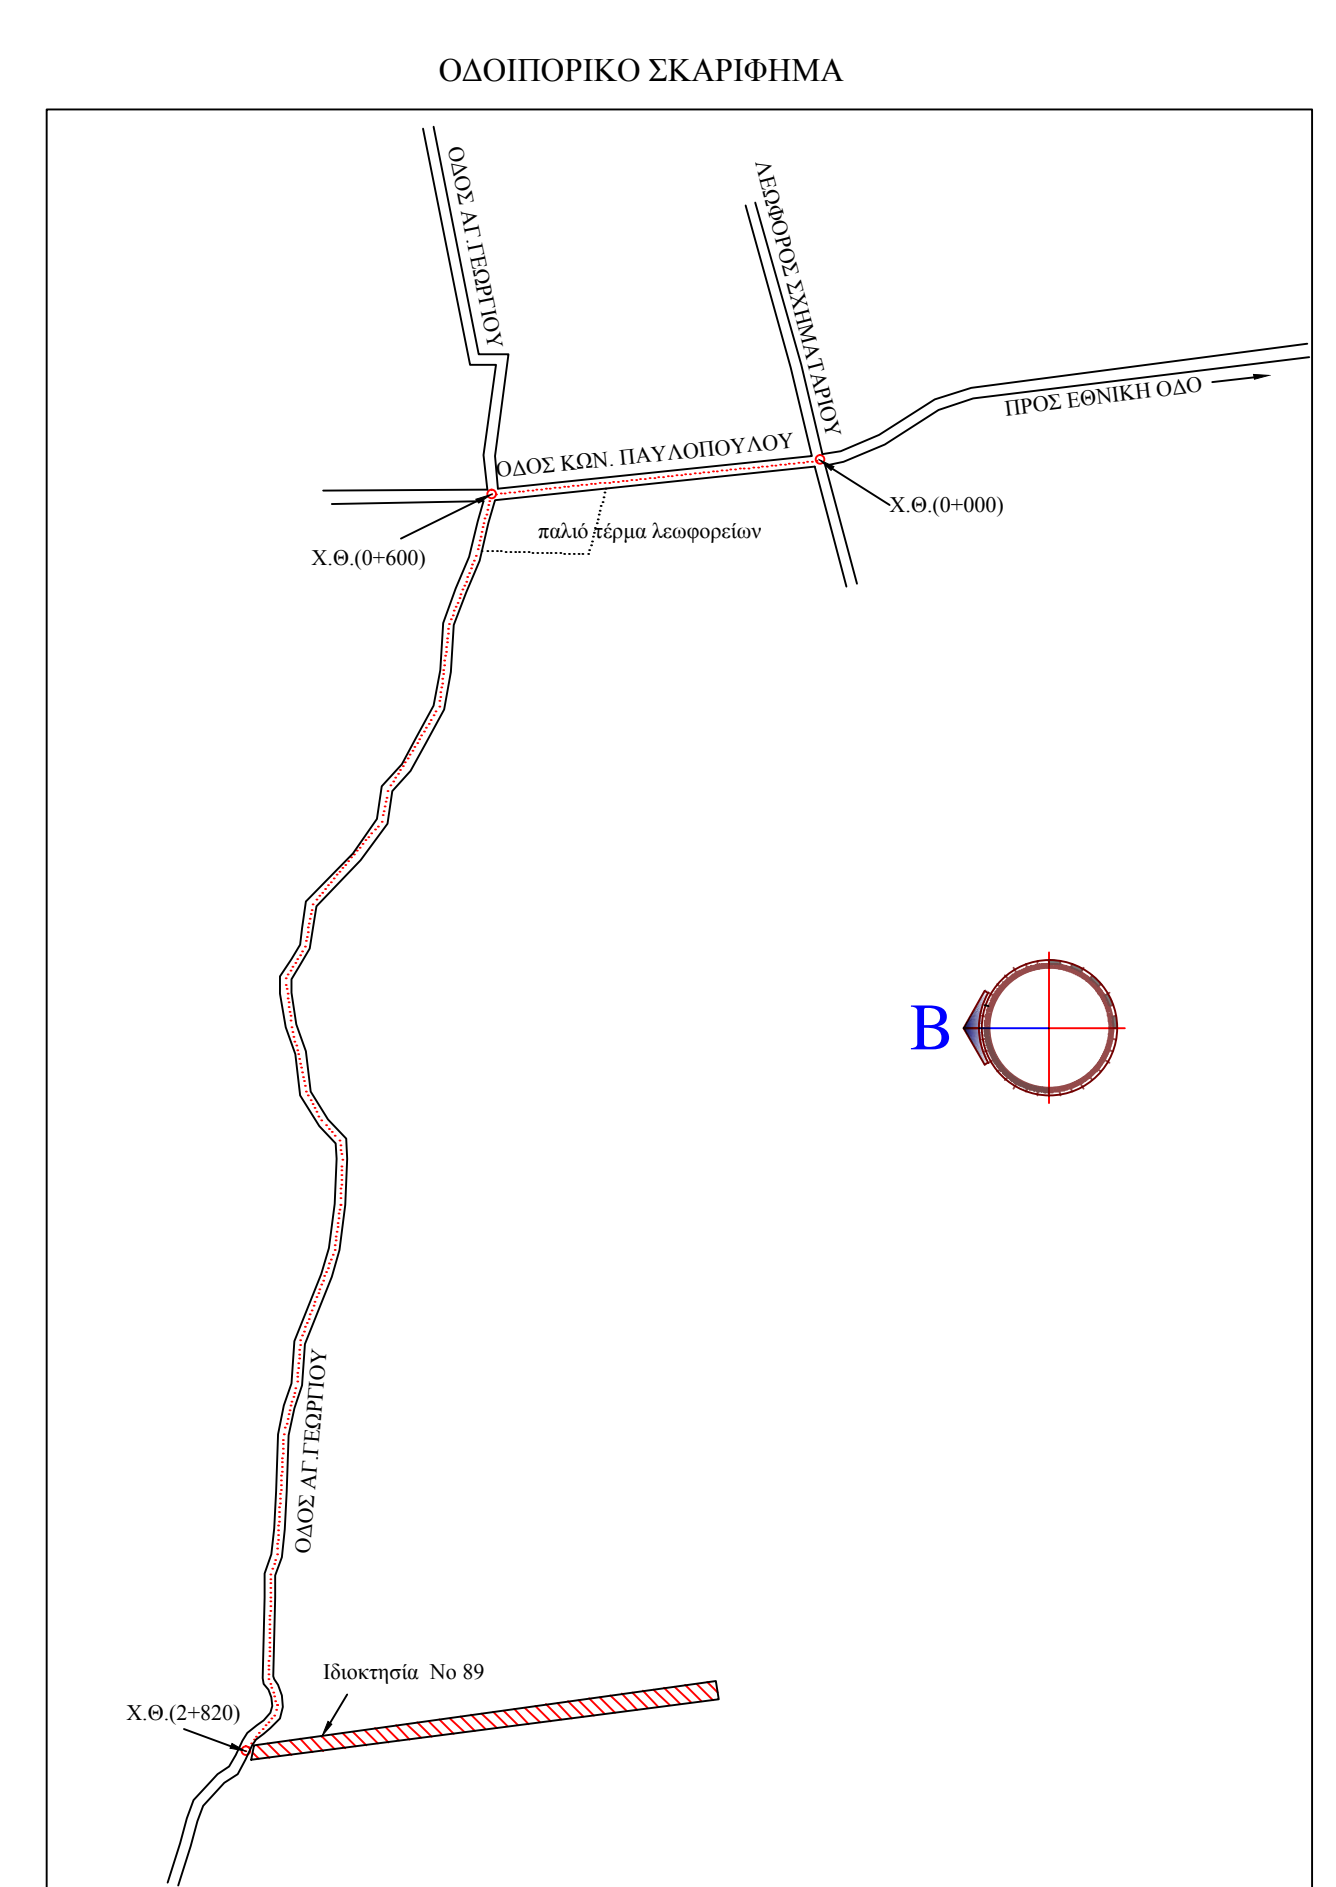 ΟΔΟΙΠΟΡΙΚΟ ΣΚΑΡΙΦΗΜΑ
ΟΔΟΣ ΑΓ.ΓΕΩΡΓΙΟΥ
ΛΕΩΦΟΡΟΣ ΣΧΗΜΑΤΑΡΙΟΥ
ΠΡΟΣ ΕΘΝΙΚΗ ΟΔΟ
ΟΔΟΣ ΚΩΝ. ΠΑΥΛΟΠΟΥΛΟΥ
Χ.Θ.(0+000)
παλιό τέρμα λεωφορείων
Χ.Θ.(0+600)
Β
ΟΔΟΣ ΑΓ.ΓΕΩΡΓΙΟΥ
Ιδιοκτησία Νο 89
Χ.Θ.(2+820)